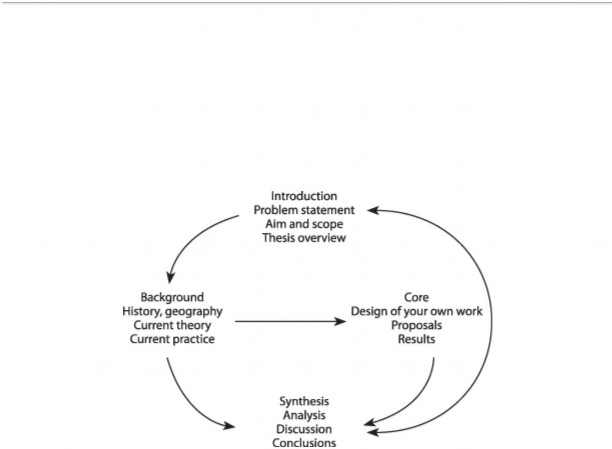 Introduction
Problem statement
Aim and scope
Thesis overview
Background
History, geography
Current theory
Current practice
Core
Design of your own work
Proposals
Results
Synthesis
Analysis
Discussion
Conclusions